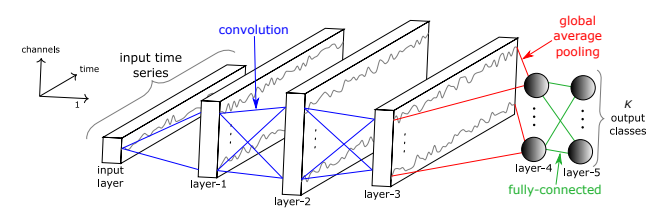 channels
time
1
input time
series
convolution
global
average
pooling
K
output
classes
input
layer
layer-1
layer-2
layer-3
layer-4
layer-5
fully-connected